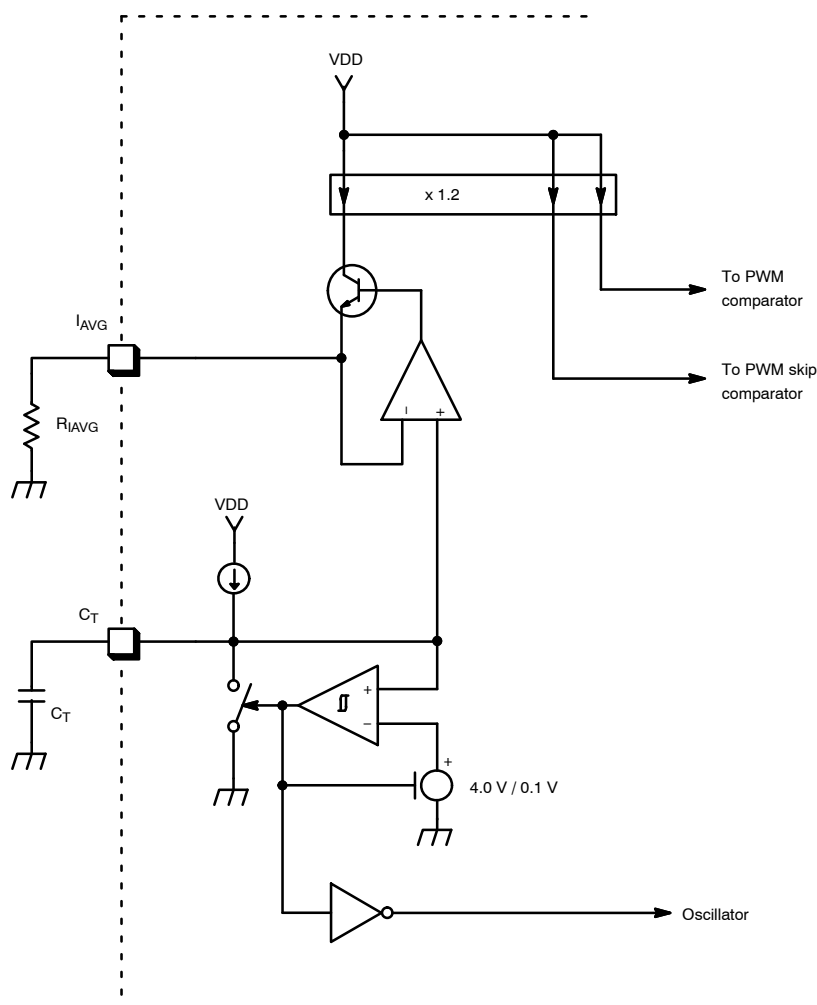 VDD
x 1.2
To PWM
comparator
IAVG
To PWM skip
comparator
RIAVG
– +
VDD
CT
+
–
CT
+
4.0 V / 0.1 V
Oscillator